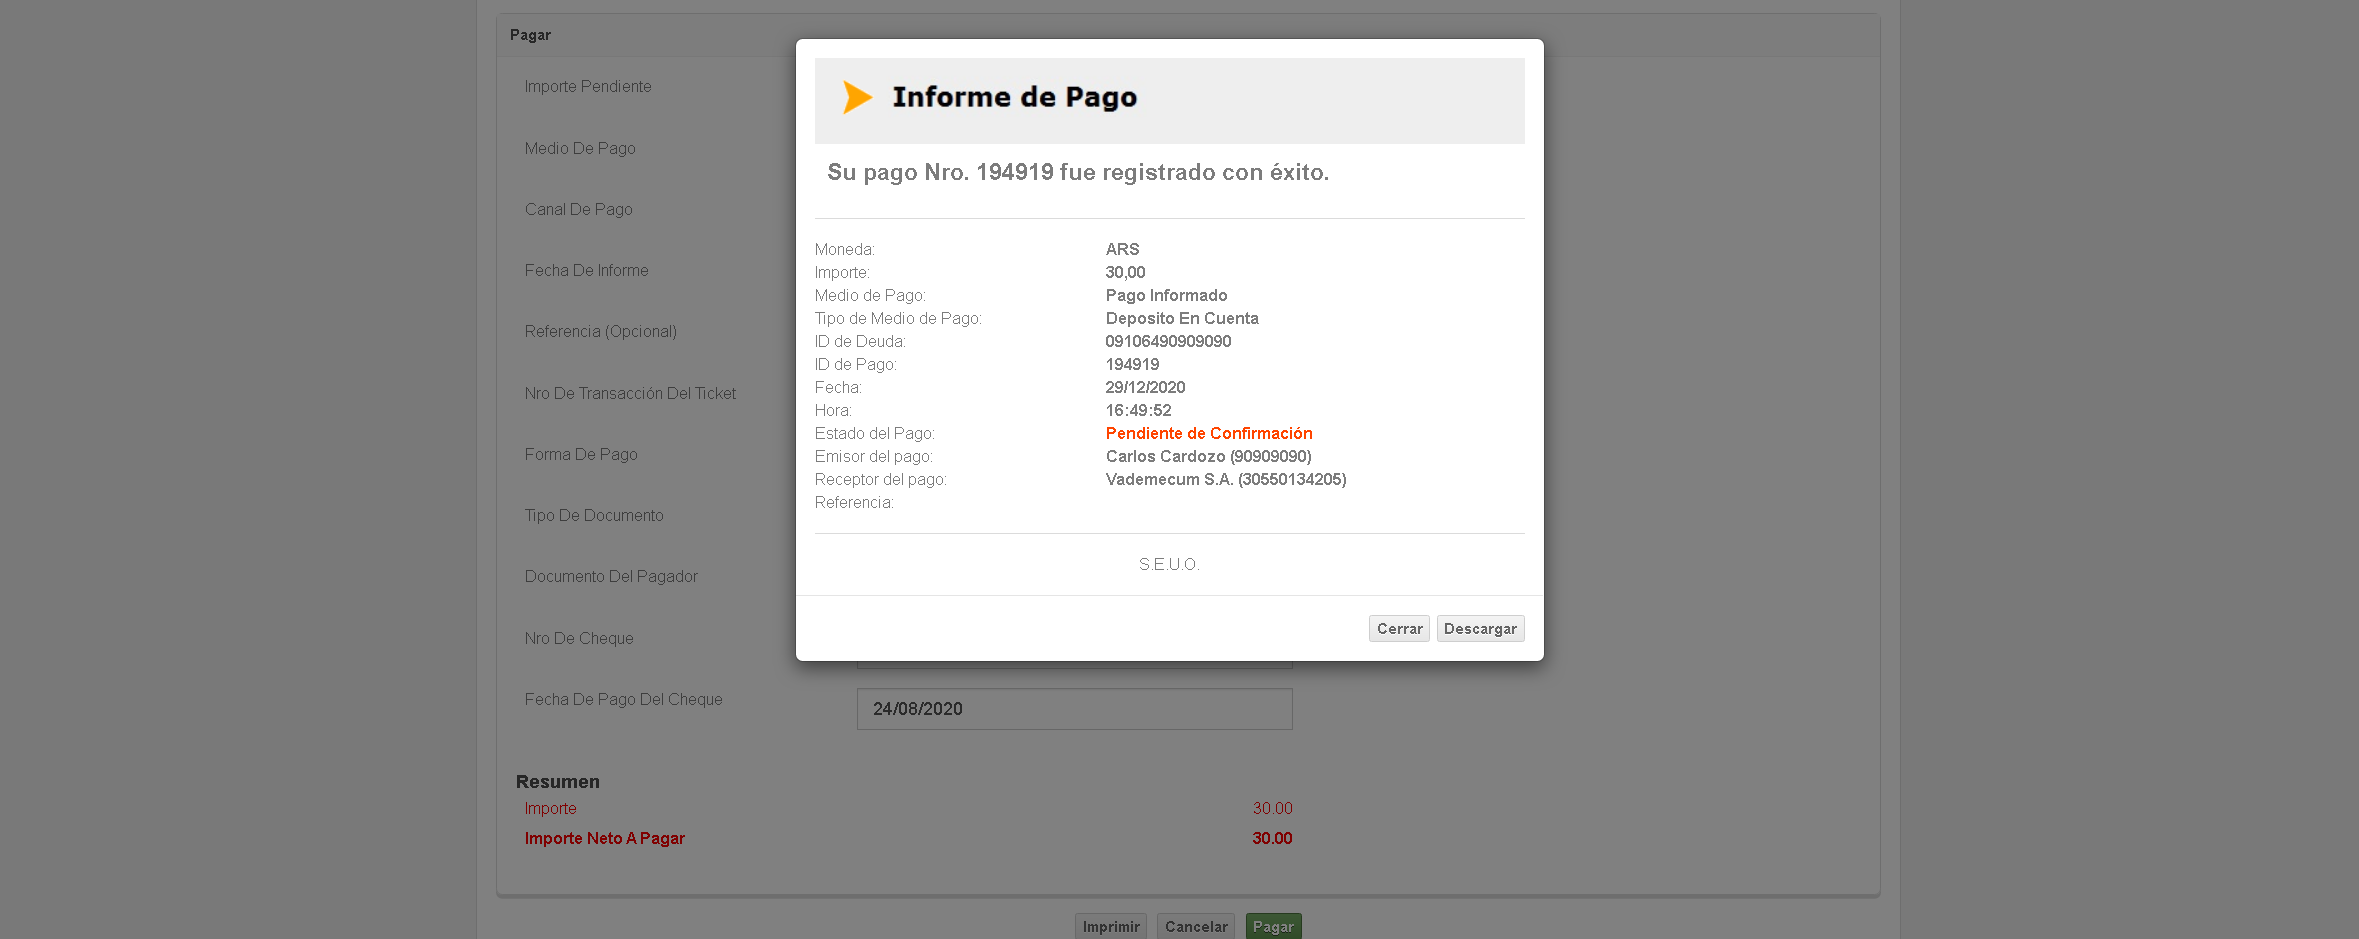 Pagar
Importe Pendiente
Medio De Pago
Canal De Pago
Fecha De Informe
Referencia (Opcional)
Nro De Transacción Del Ticket
Forma De Pago
Tipo De Documento
Documento Del Pagador
Nro De Cheque
Fecha De Pago Del Cheque 24/08/2020
Resumen
Importe 30.00
Importe Neto A Pagar 30.00
Imprimir Cancelar Pagar
Informe de Pago
Su pago Nro. 194919 fue registrado con éxito.
Moneda: ARS
Importe: 30,00
Medio de Pago: Pago Informado
Tipo de Medio de Pago: Deposito En Cuenta
ID de Deuda: 09106490909090
ID de Pago: 194919
Fecha: 29/12/2020
Hora: 16:49:52
Estado del Pago: Pendiente de Confirmación
Emisor del pago: Carlos Cardozo (90909090)
Receptor del pago: Vademecum S.A. (30550134205)
Referencia:
S.E.U.O.
Cerrar Descargar